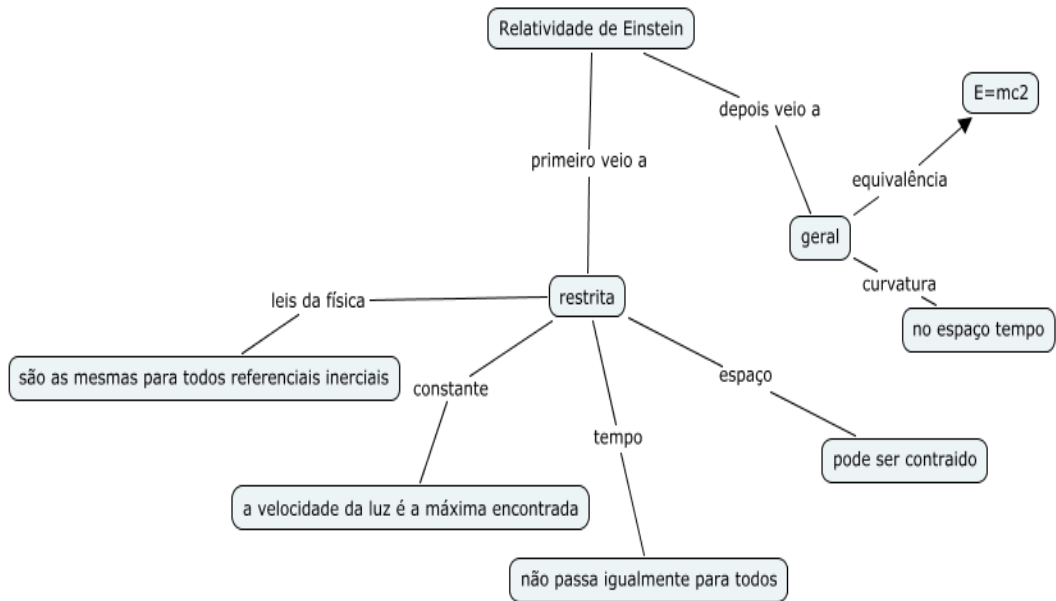 Relatividade de Einstein
depois veio a
E=mc2
primeiro veio a
equivalência
geral
curvatura
leis da física
restrita
no espaço tempo
são as mesmas para todos referenciais inerciais
constante
espaço
tempo
pode ser contraido
a velocidade da luz é a máxima encontrada
não passa igualmente para todos